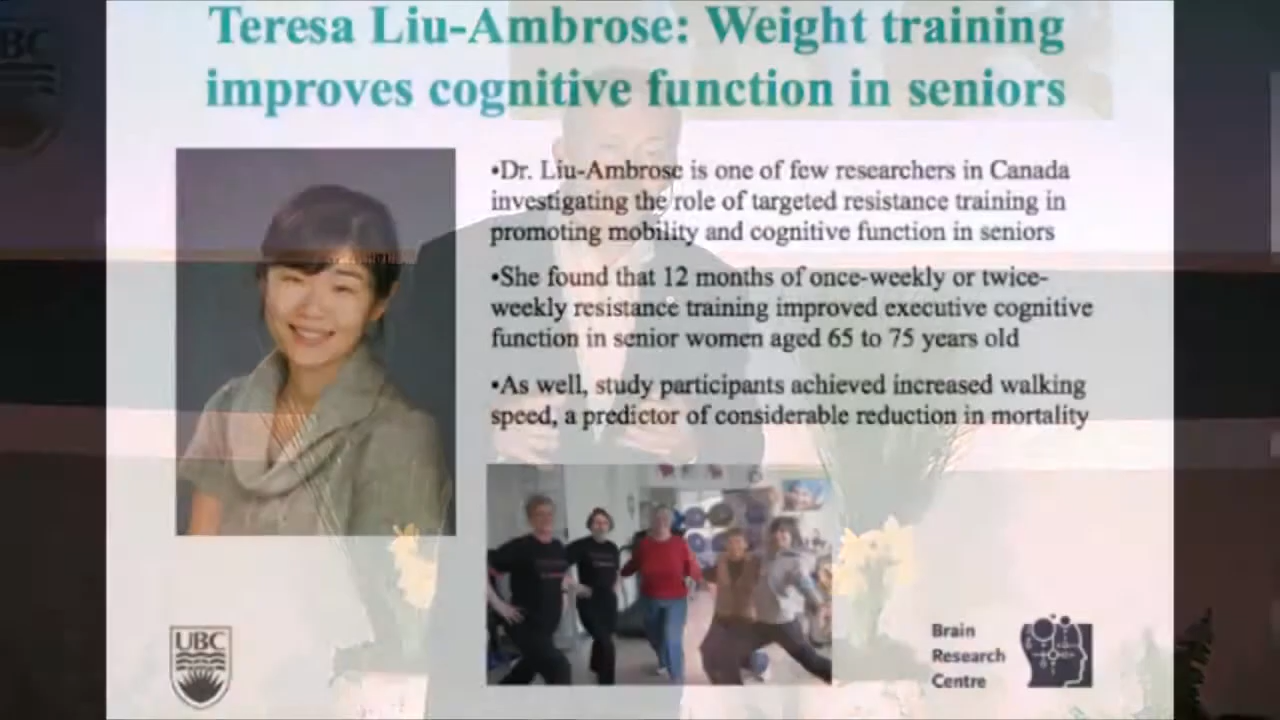 BC
Teresa Liu-Ambrose: Weight training
improves cognitive function in seniors
•Dr. Liu-Ambrose is one of few researchers in Canada
investigating the role of targeted resistance training in
promoting mobility and cognitive function in seniors
•She found that 12 months of once-weekly or twice-
weekly resistance training improved executive cognitive
function in senior women aged 65 to 75 years old
•As well, study participants achieved increased walking
speed, a predictor of considerable reduction in mortality
UBC
Brain
Research
Centre